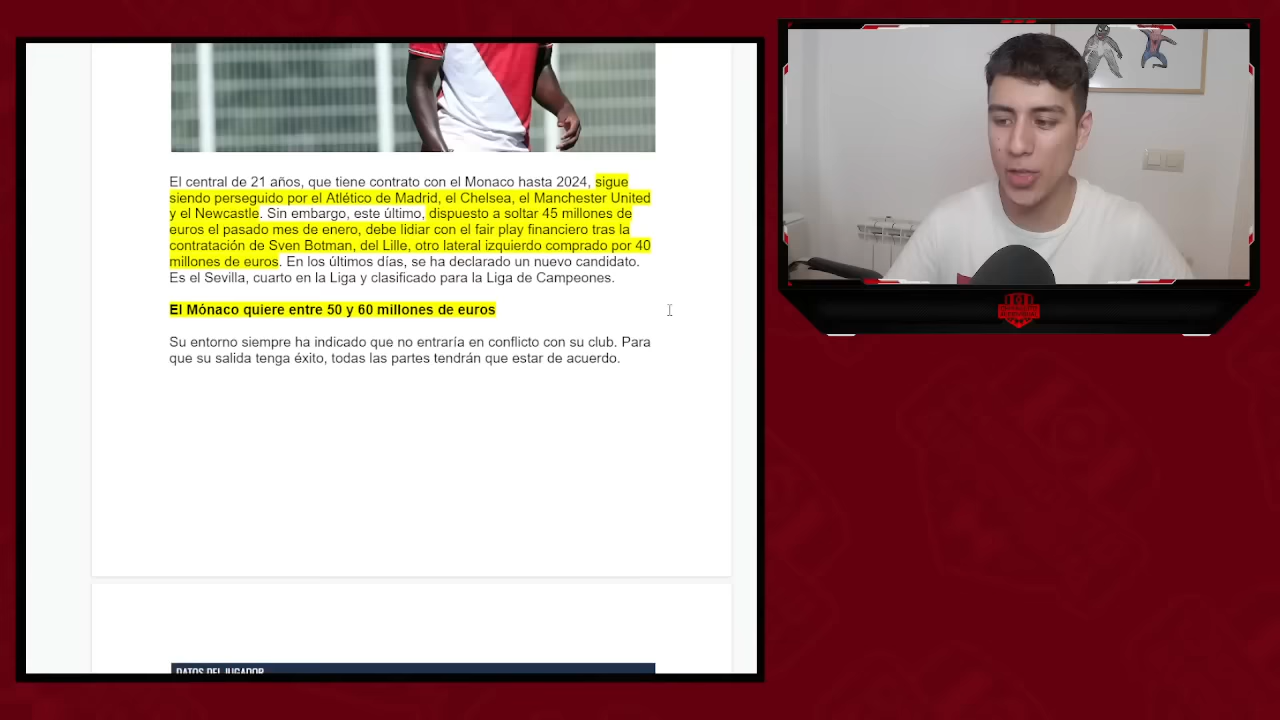 El central de 21 años, que tiene contrato con el Monaco hasta 2024, sigue
siendo perseguido por el Atlético de Madrid, el Chelsea, el Manchester United
y el Newcastle. Sin embargo, este último, dispuesto a soltar 45 millones de
euros el pasado mes de enero, debe lidiar con el fair play financiero tras la
contratación de Sven Botman, del Lille, otro lateral izquierdo comprado por 40
millones de euros. En los últimos días, se ha declarado un nuevo candidato.
Es el Sevilla, cuarto en la Liga y clasificado para la Liga de Campeones.
El Mónaco quiere entre 50 y 60 millones de euros
Su entorno siempre ha indicado que no entraría en conflicto con su club. Para
que su salida tenga éxito, todas las partes tendrán que estar de acuerdo.
DATOS DEL JUGADOR